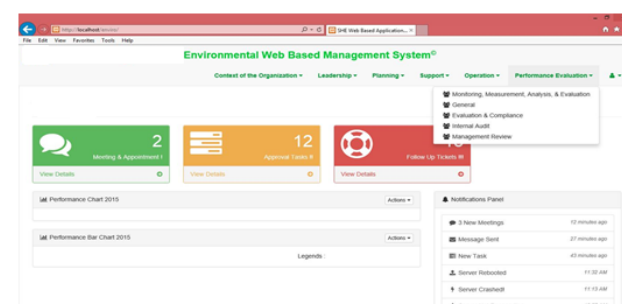 http://localhost/envim/
SHE Web Based Application...
File Edit View Favorites Tools Help
Environmental Web Based Management System©
Context of the Organization Leadership Planning Support Operation Performance Evaluation
Monitoring, Measurement, Analysis, & Evaluation
General
Evaluation & Compliance
Internal Audit
Management Review
2
Meeting & Appointment !
View Details
12
Approval Tasks !!
View Details
Follow Up Tickets !!!
View Details
Performance Chart 2015
Actions
Performance Bar Chart 2015
Actions
Legends :
Notifications Panel
3 New Meetings 12 minutes ago
Message Sent 27 minutes ago
New Task 43 minutes ago
Server Rebooted 11:32 AM
Server Crashed! 11:13 AM